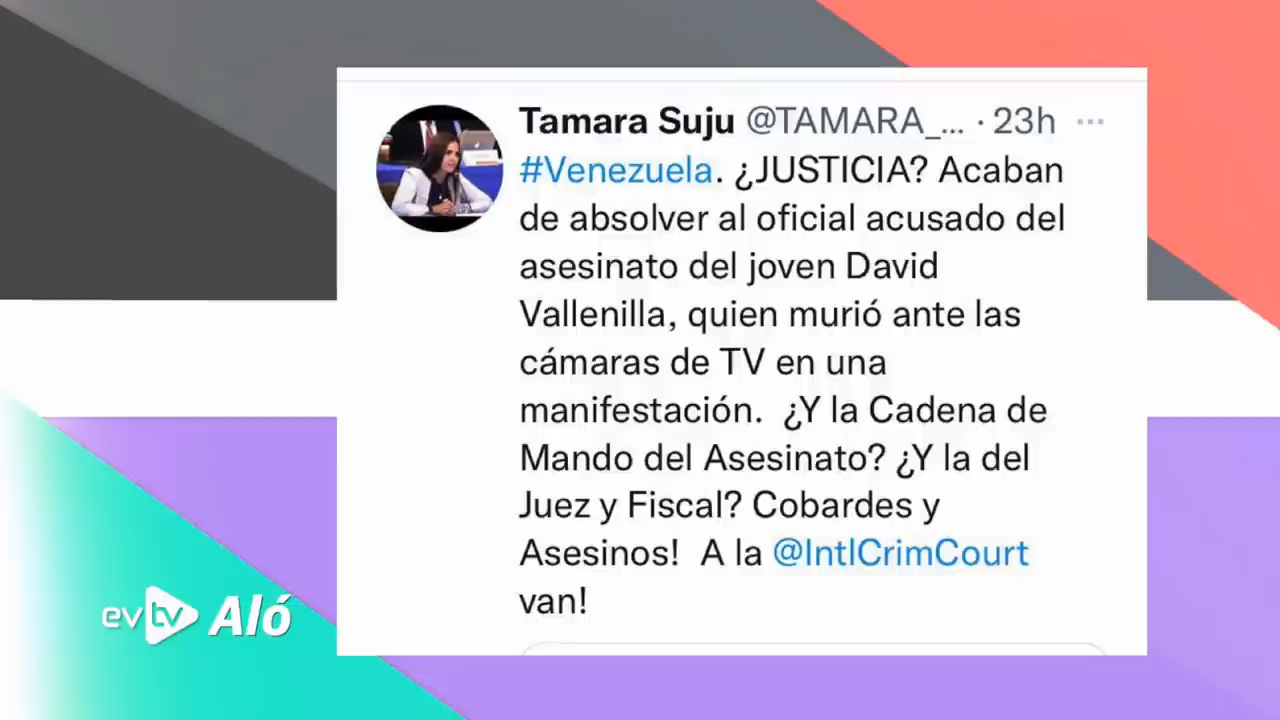 Tamara Suju @TAMARA_... · 23h ...
#Venezuela. ¿JUSTICIA? Acaban
de absolver al oficial acusado del
asesinato del joven David
Vallenilla, quien murió ante las
cámaras de TV en una
manifestación.  ¿Y la Cadena de
Mando del Asesinato? ¿Y la del
Juez y Fiscal? Cobardes y
Asesinos!  A la @IntlCrimCourt
van!
evtv Aló